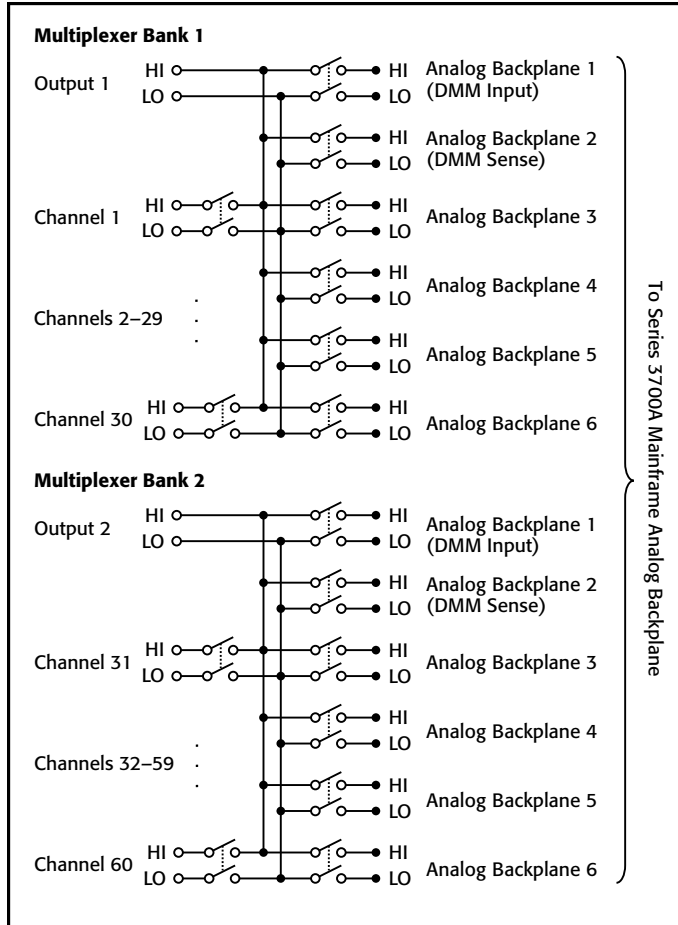 Multiplexer Bank 1
Output 1
HI
LO
HI
LO
Analog Backplane 1
(DMM Input)
HI
LO
Analog Backplane 2
(DMM Sense)
Channel 1
HI
LO
HI
LO
Analog Backplane 3
HI
LO
Analog Backplane 4
Channels 2–29
HI
LO
Analog Backplane 5
Channel 30
HI
LO
HI
LO
Analog Backplane 6
Multiplexer Bank 2
Output 2
HI
LO
HI
LO
Analog Backplane 1
(DMM Input)
HI
LO
Analog Backplane 2
(DMM Sense)
Channel 31
HI
LO
HI
LO
Analog Backplane 3
HI
LO
Analog Backplane 4
Channels 32–59
HI
LO
Analog Backplane 5
Channel 60
HI
LO
HI
LO
Analog Backplane 6
To Series 3700A Mainframe Analog Backplane